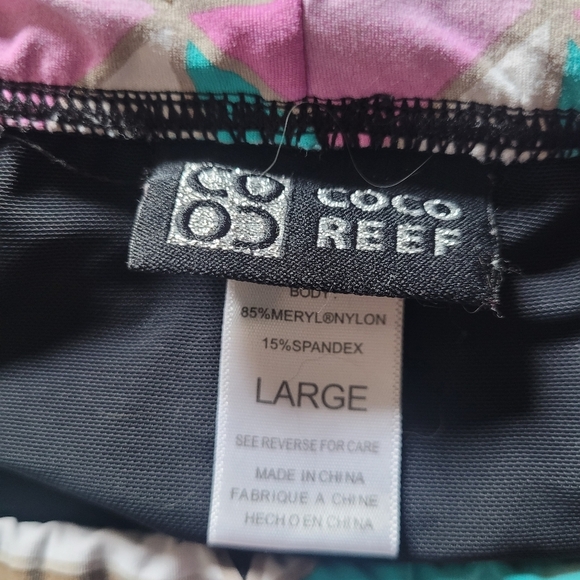 COCO
REEF
BODY:
85%MERYL®NYLON
15%SPANDEX
LARGE
SEE REVERSE FOR CARE
MADE IN CHINA
FABRIQUE A CHINE
HECHO EN CHINA